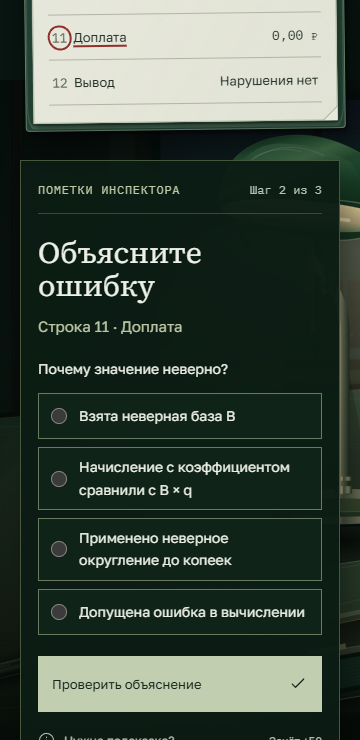 11 Доплата 0,00 ₽
12 Вывод Нарушения нет
ПОМЕТКИ ИНСПЕКТОРА Шаг 2 из 3
Объясните
ошибку
Строка 11 · Доплата
Почему значение неверно?
Взята неверная база B
Начисление с коэффициентом
сравнили с B × q
Применено неверное
округление до копеек
Допущена ошибка в вычислении
Проверить объяснение
Нужна подсказка?